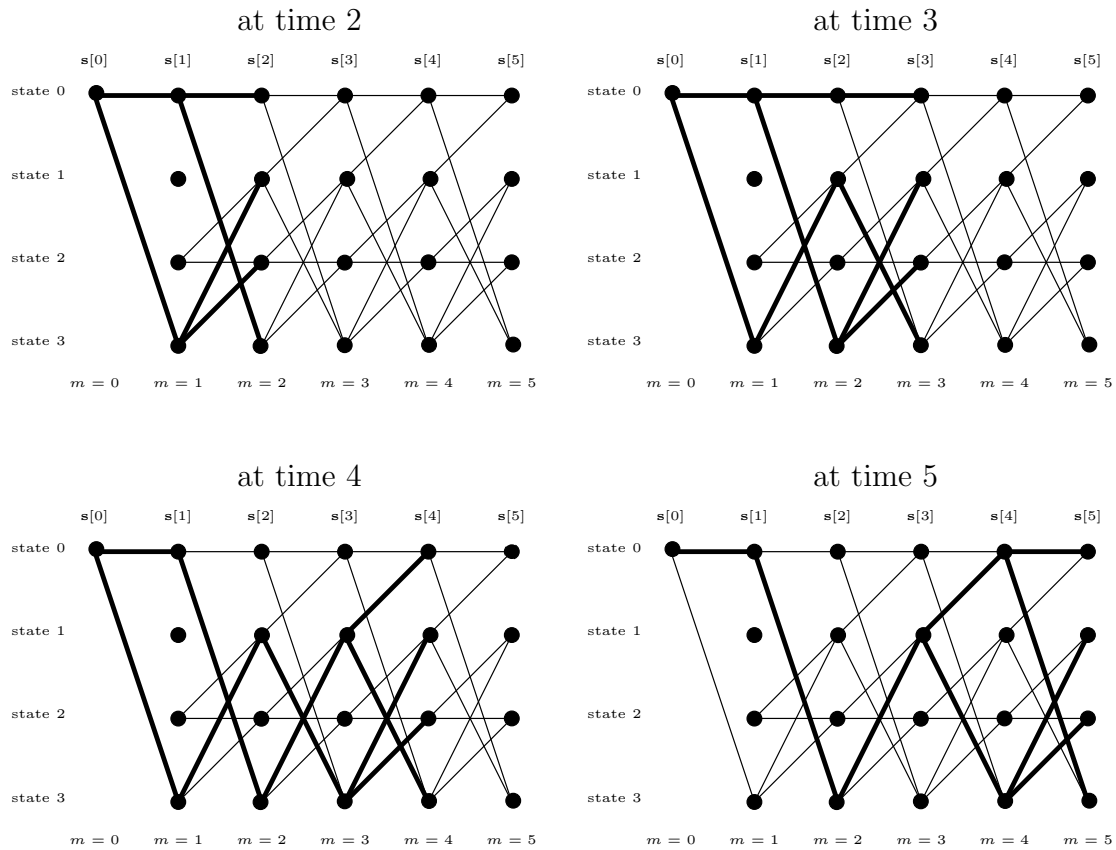 at time 2
s[0] s[1] s[2] s[3] s[4] s[5]
state 0
state 1
state 2
state 3
m = 0 m = 1 m = 2 m = 3 m = 4 m = 5
at time 3
s[0] s[1] s[2] s[3] s[4] s[5]
state 0
state 1
state 2
state 3
m = 0 m = 1 m = 2 m = 3 m = 4 m = 5
at time 4
s[0] s[1] s[2] s[3] s[4] s[5]
state 0
state 1
state 2
state 3
m = 0 m = 1 m = 2 m = 3 m = 4 m = 5
at time 5
s[0] s[1] s[2] s[3] s[4] s[5]
state 0
state 1
state 2
state 3
m = 0 m = 1 m = 2 m = 3 m = 4 m = 5